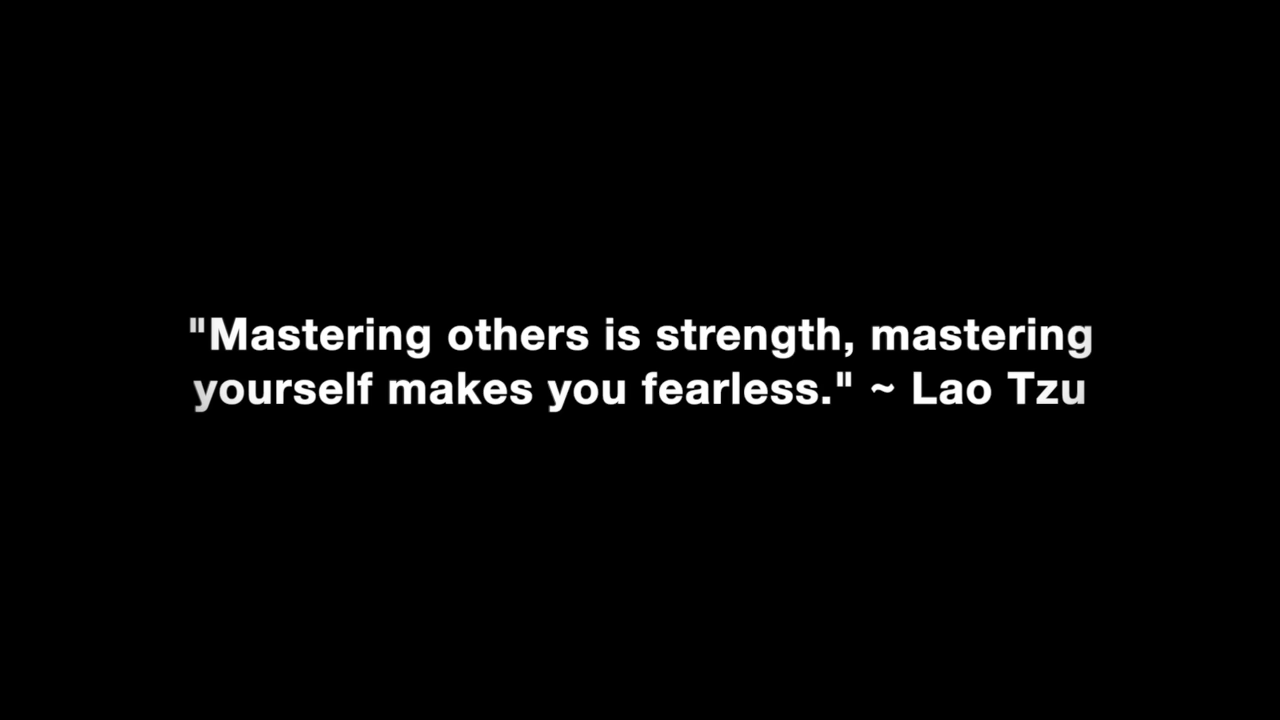 "Mastering others is strength, mastering
yourself makes you fearless." ~ Lao Tzu